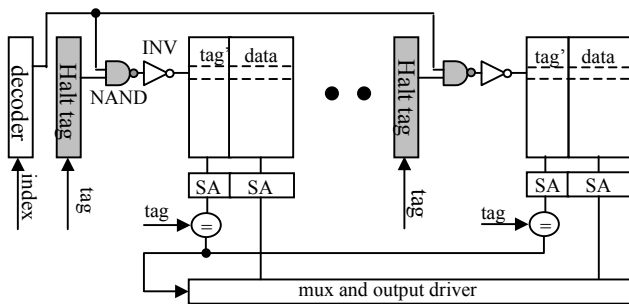 decoder
index
Halt tag
tag
NAND
INV
tag' data
SA SA
tag
=
Halt tag
tag
tag' data
SA SA
tag
=
mux and output driver